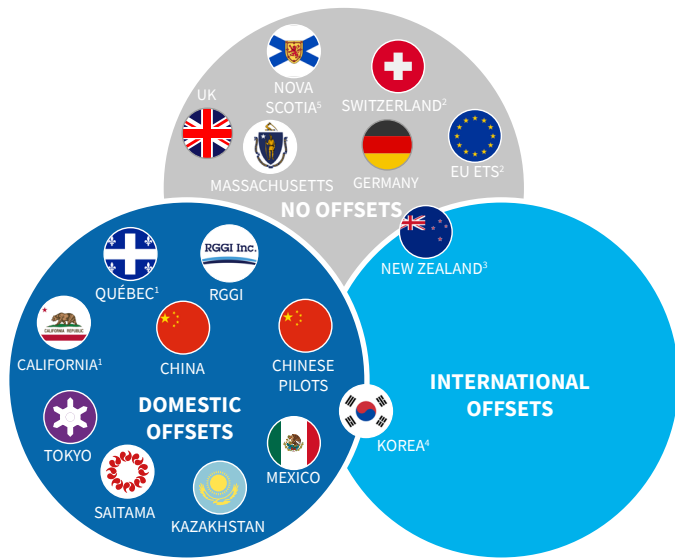 UK
NOVA
SCOTIA⁵
SWITZERLAND²
MASSACHUSETTS
GERMANY
EU ETS²
NO OFFSETS
NEW ZEALAND³
RGGI Inc.
QUÉBEC¹
RGGI
CALIFORNIA REPUBLIC
CALIFORNIA¹
CHINA
CHINESE
PILOTS
DOMESTIC
OFFSETS
INTERNATIONAL
OFFSETS
TOKYO
KOREA⁴
MEXICO
SAITAMA
KAZAKHSTAN